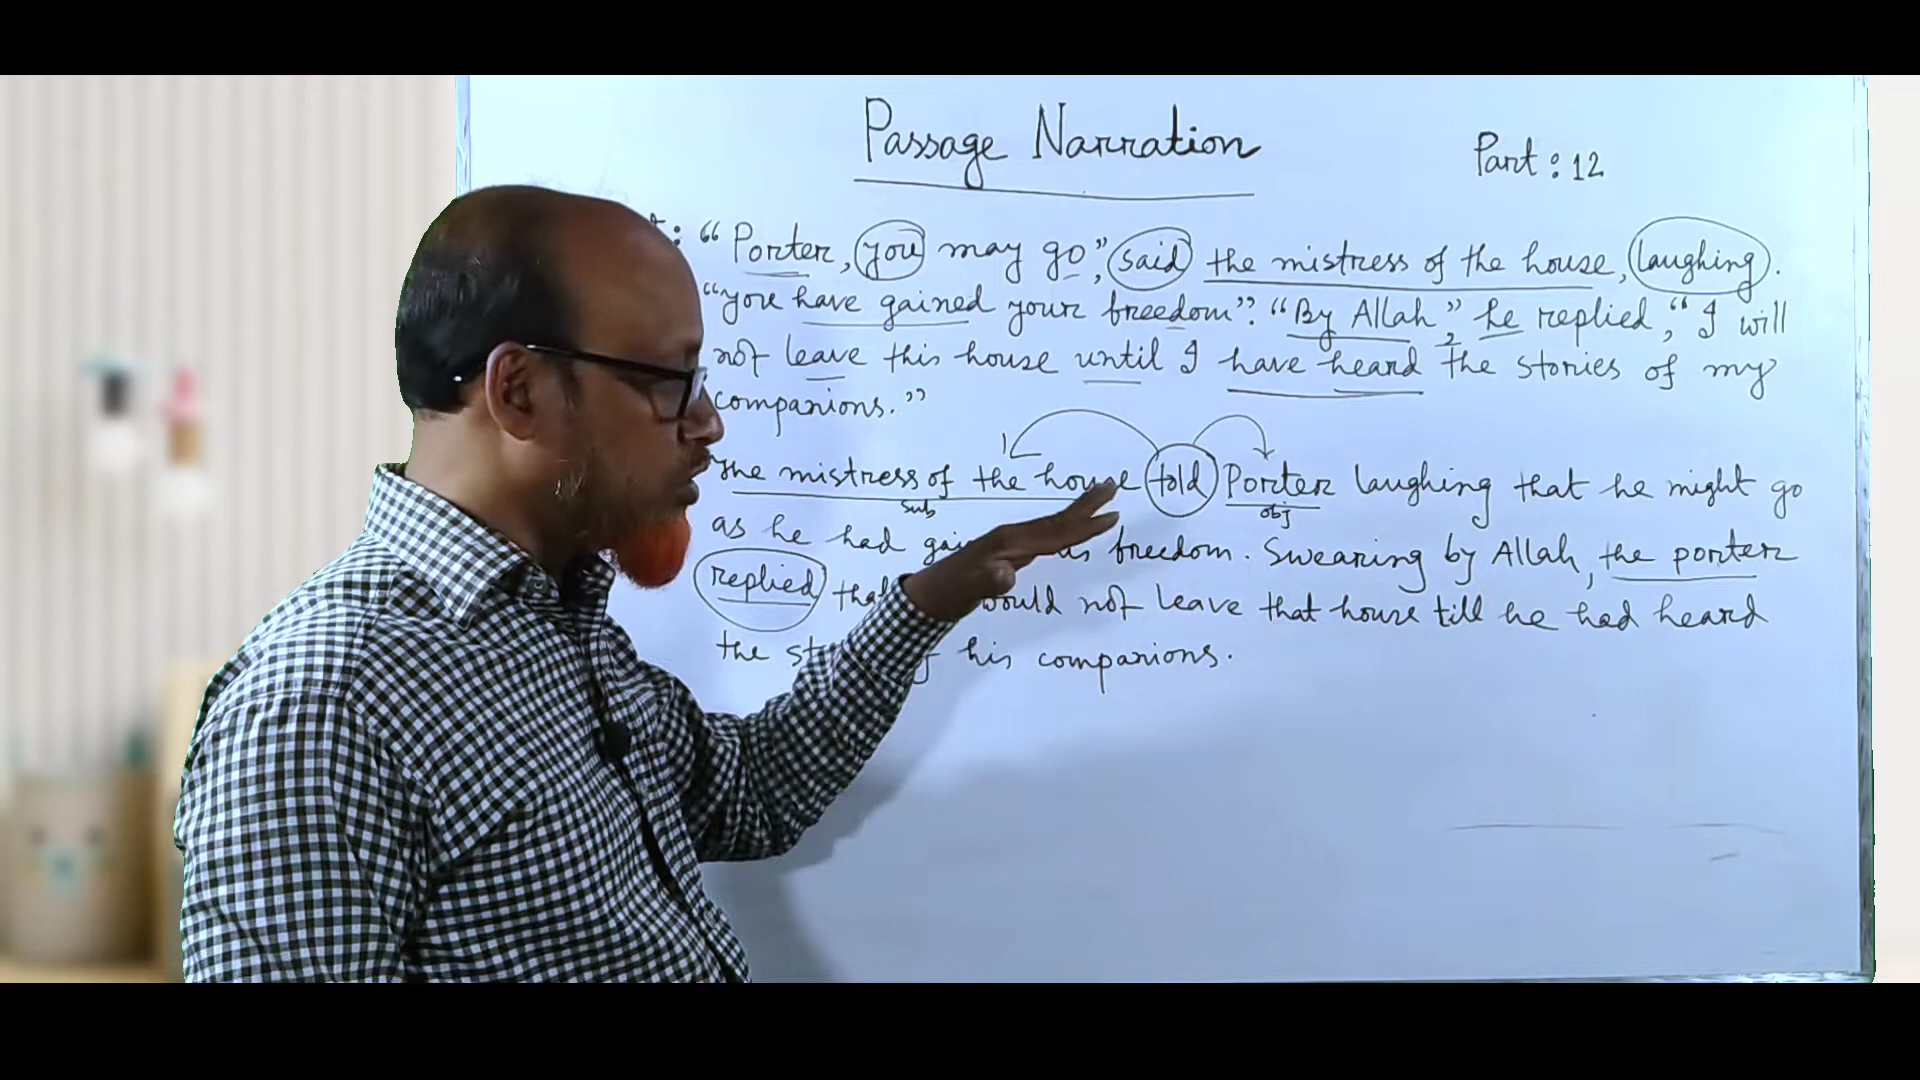 Passage Narration
Part: 12
: "Porter, you may go", said the mistress of the house, laughing.
"you have gained your freedom". "By Allah", he replied, "I will
not leave this house until I have heard the stories of my
companions."
The mistress of the house told Porter laughing that he might go
sub obj
as he had freedom. Swearing by Allah, the porter
replied would not leave that house till he had heard
the his companions.